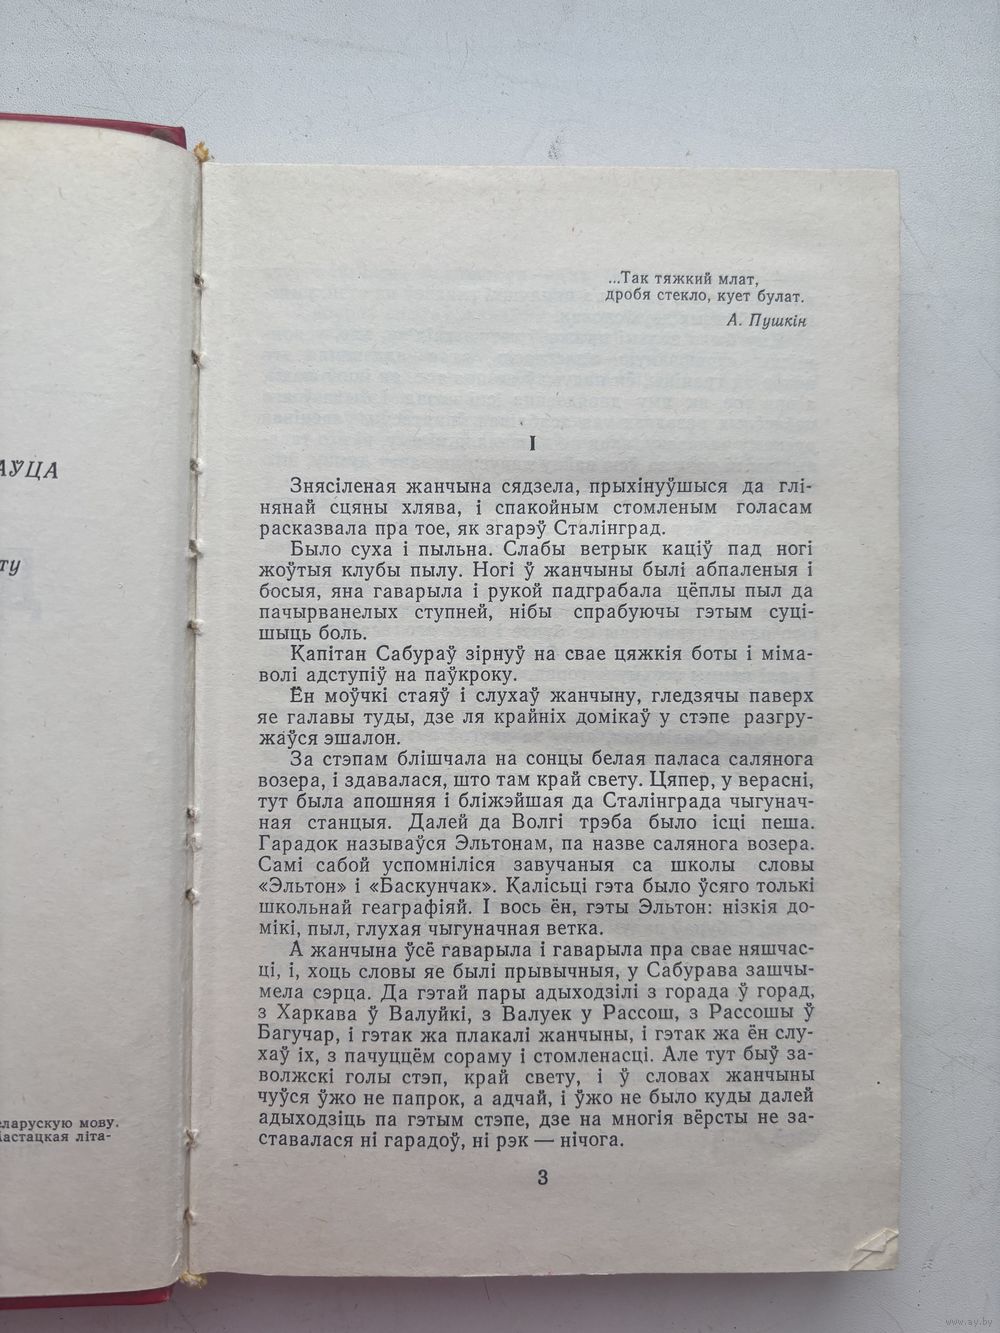 АЎЦА
ту
еларускую мову.
астацкая літа-
...Так тяжкий млат,
дробя стекло, кует булат.
А. Пушкін
I
Знясіленая жанчына сядзела, прыхінуўшыся да глі-
нянай сцяны хлява, і спакойным стомленым голасам
расказвала пра тое, як згарэў Сталінград.
Было суха і пыльна. Слабы ветрык каціў пад ногі
жоўтыя клубы пылу. Ногі ў жанчыны былі абпаленыя і
босыя, яна гаварыла і рукой падграбала цёплы пыл да
пачырванелых ступней, нібы спрабуючы гэтым суці-
шыць боль.
Капітан Сабураў зірнуў на свае цяжкія боты і міма-
волі адступіў на паўкроку.
Ён моўчкі стаяў і слухаў жанчыну, гледзячы паверх
яе галавы туды, дзе ля крайніх домікаў у стэпе разгру-
жаўся эшалон.
За стэпам блішчала на сонцы белая паласа салянога
возера, і здавалася, што там край свету. Цяпер, у верасні,
тут была апошняя і бліжэйшая да Сталінграда чыгунач-
ная станцыя. Далей да Волгі трэба было ісці пеша.
Гарадок называўся Эльтонам, па назве салянога возера.
Самі сабой успомніліся завучаныя са школы словы
«Эльтон» і «Баскунчак». Калісьці гэта было ўсяго толькі
школьнай геаграфіяй. І вось ён, гэты Эльтон: нізкія до-
мікі, пыл, глухая чыгуначная ветка.
А жанчына ўсё гаварыла і гаварыла пра свае няшчас-
ці, і, хоць словы яе былі прывычныя, у Сабурава зашчы-
мела сэрца. Да гэтай пары адыходзілі з горада ў горад,
з Харкава ў Валуйкі, з Валуек у Рассош, з Рассошы ў
Багучар, і гэтак жа плакалі жанчыны, і гэтак жа ён слу-
хаў іх, з пачуццём сораму і стомленасці. Але тут быў за-
волжскі голы стэп, край свету, і ў словах жанчыны
чуўся ўжо не папрок, а адчай, і ўжо не было куды далей
адыходзіць па гэтым стэпе, дзе на многія вёрсты не за-
ставалася ні гарадоў, ні рэк — нічога.
3
www.ay.by